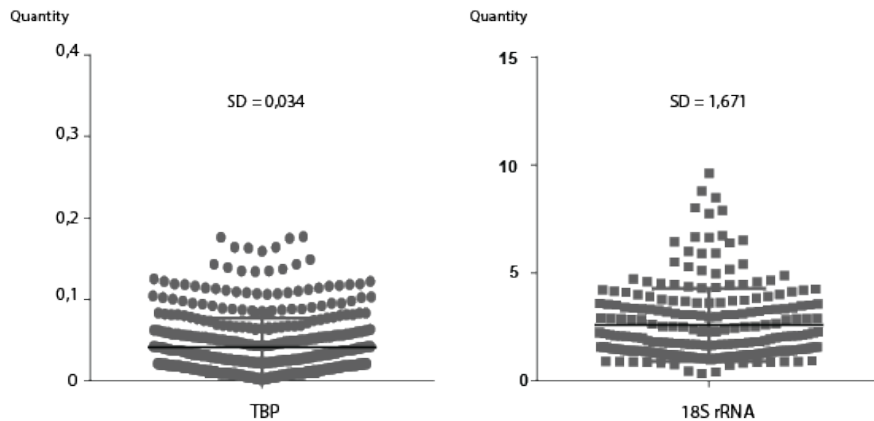 Quantity
0,4
0,3
0,2
0,1
0
SD = 0,034
TBP
Quantity
15
10
5
0
SD = 1,671
18S rRNA